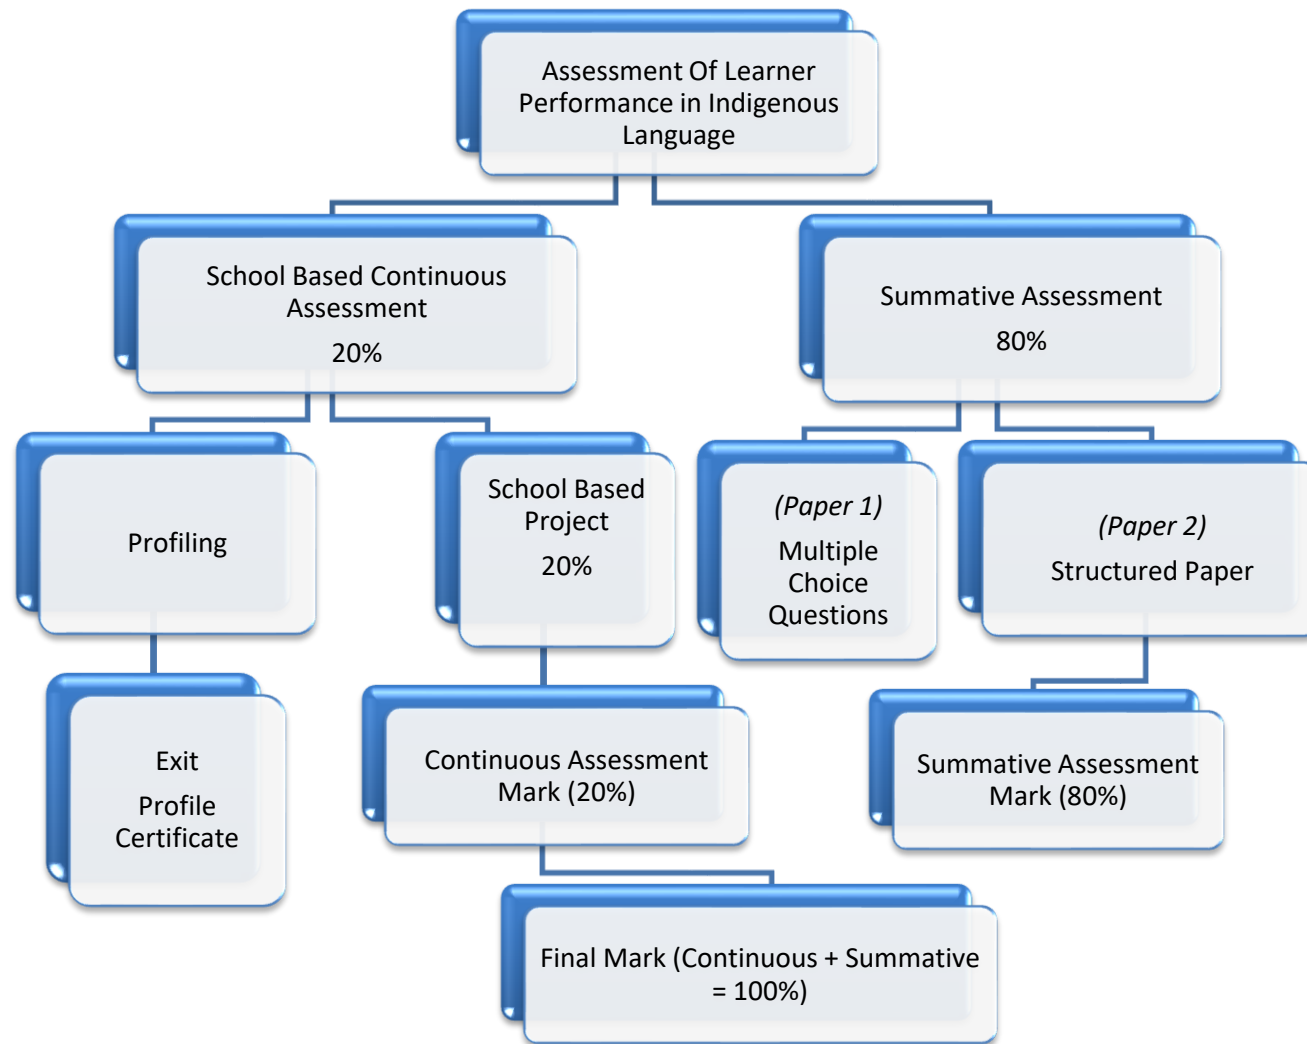 Assessment Of Learner
Performance in Indigenous
Language
School Based Continuous
Assessment
20%
Summative Assessment
80%
Profiling
School Based
Project
20%
(Paper 1)
Multiple
Choice
Questions
(Paper 2)
Structured Paper
Exit
Profile
Certificate
Continuous Assessment
Mark (20%)
Summative Assessment
Mark (80%)
Final Mark (Continuous + Summative
= 100%)